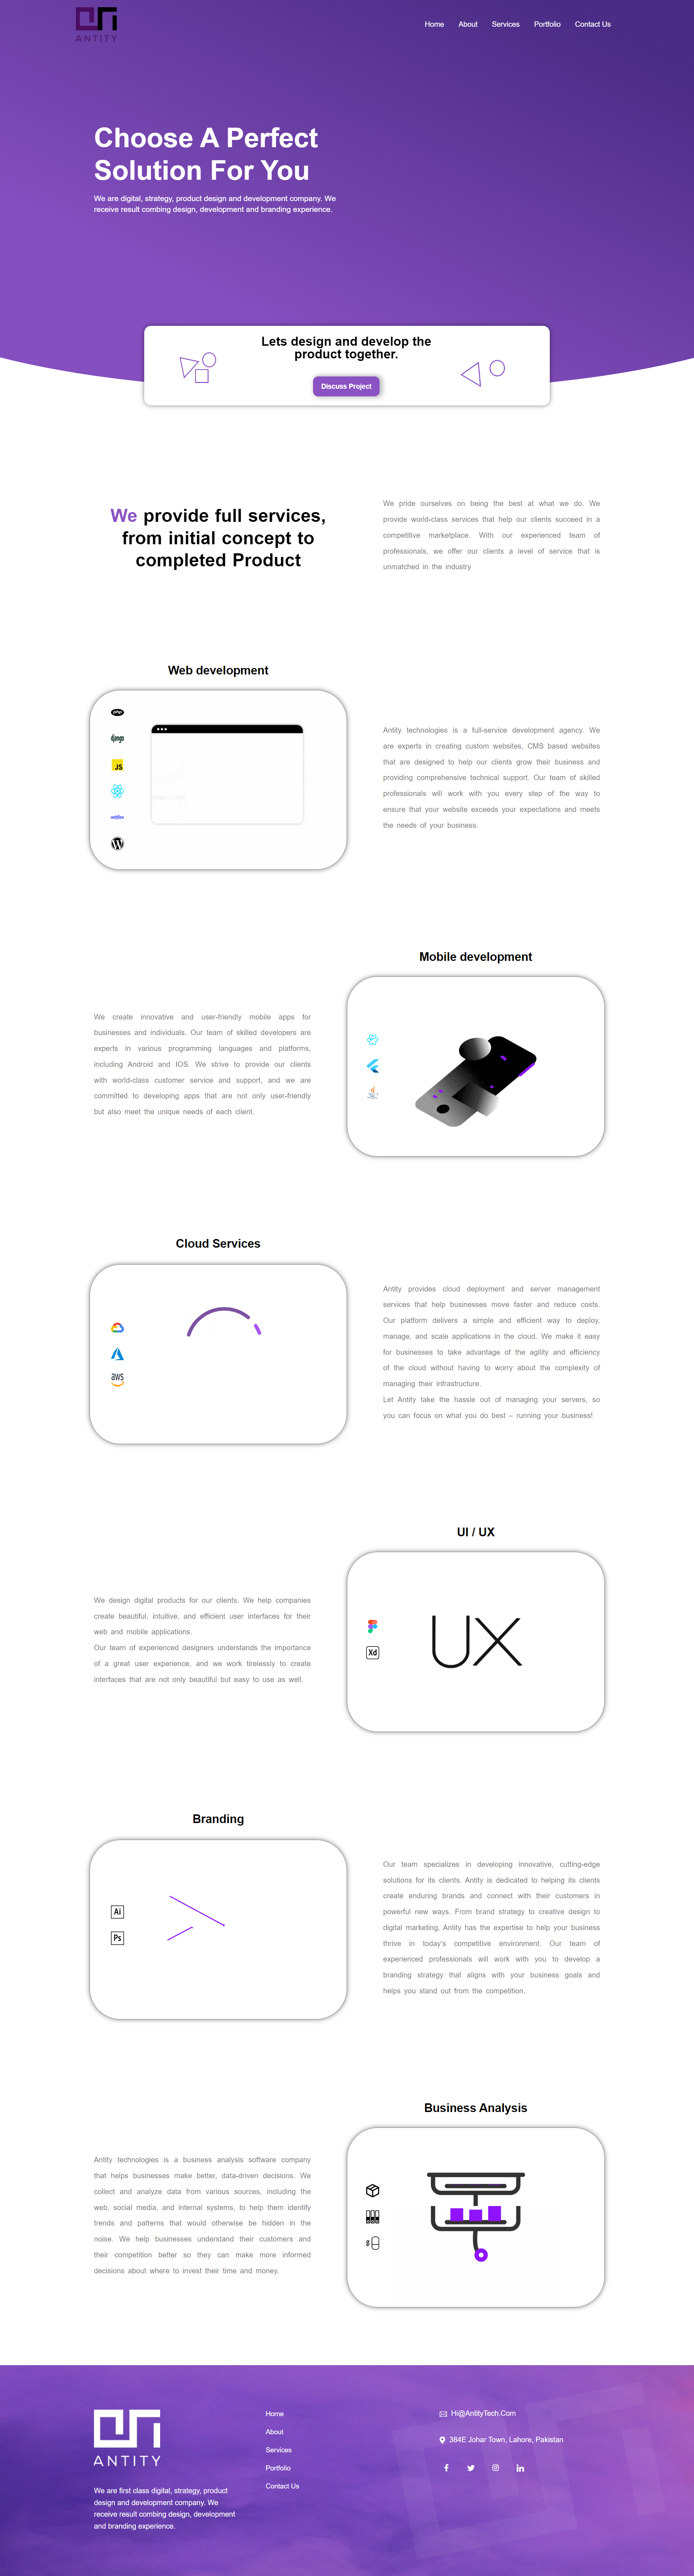 ANTITY
Home
About
Services
Portfolio
Contact Us
Choose A Perfect
Solution For You
We are digital, strategy, product design and development company. We
receive result combing design, development and branding experience.
Lets design and develop the
product together.
Discuss Project
We provide full services,
from initial concept to
completed Product
We pride ourselves on being the best at what we do. We
provide world-class services that help our clients succeed in a
competitive marketplace. With our experienced team of
professionals, we offer our clients a level of service that is
unmatched in the industry
Web development
php
django
JS
webflow
W
Antity technologies is a full-service development agency. We
are experts in creating custom websites, CMS based websites
that are designed to help our clients grow their business and
providing comprehensive technical support. Our team of skilled
professionals will work with you every step of the way to
ensure that your website exceeds your expectations and meets
the needs of your business.
Mobile development
We create innovative and user-friendly mobile apps for
businesses and individuals. Our team of skilled developers are
experts in various programming languages and platforms,
including Android and IOS. We strive to provide our clients
with world-class customer service and support, and we are
committed to developing apps that are not only user-friendly
but also meet the unique needs of each client.
Cloud Services
aws
Antity provides cloud deployment and server management
services that help businesses move faster and reduce costs.
Our platform delivers a simple and efficient way to deploy,
manage, and scale applications in the cloud. We make it easy
for businesses to take advantage of the agility and efficiency
of the cloud without having to worry about the complexity of
managing their infrastructure.
Let Antity take the hassle out of managing your servers, so
you can focus on what you do best – running your business!
UI / UX
We design digital products for our clients. We help companies
create beautiful, intuitive, and efficient user interfaces for their
web and mobile applications.
Our team of experienced designers understands the importance
of a great user experience, and we work tirelessly to create
interfaces that are not only beautiful but easy to use as well.
Xd
UX
Branding
Ai
Ps
Our team specializes in developing innovative, cutting-edge
solutions for its clients. Antity is dedicated to helping its clients
create enduring brands and connect with their customers in
powerful new ways. From brand strategy to creative design to
digital marketing, Antity has the expertise to help your business
thrive in today's competitive environment. Our team of
experienced professionals will work with you to develop a
branding strategy that aligns with your business goals and
helps you stand out from the competition.
Business Analysis
Antity technologies is a business analysis software company
that helps businesses make better, data-driven decisions. We
collect and analyze data from various sources, including the
web, social media, and internal systems, to help them identify
trends and patterns that would otherwise be hidden in the
noise. We help businesses understand their customers and
their competition better so they can make more informed
decisions about where to invest their time and money.
ANTITY
We are first class digital, strategy, product
design and development company. We
receive result combing design, development
and branding experience.
Home
About
Services
Portfolio
Contact Us
Hi@AntityTech.Com
384E Johar Town, Lahore, Pakistan